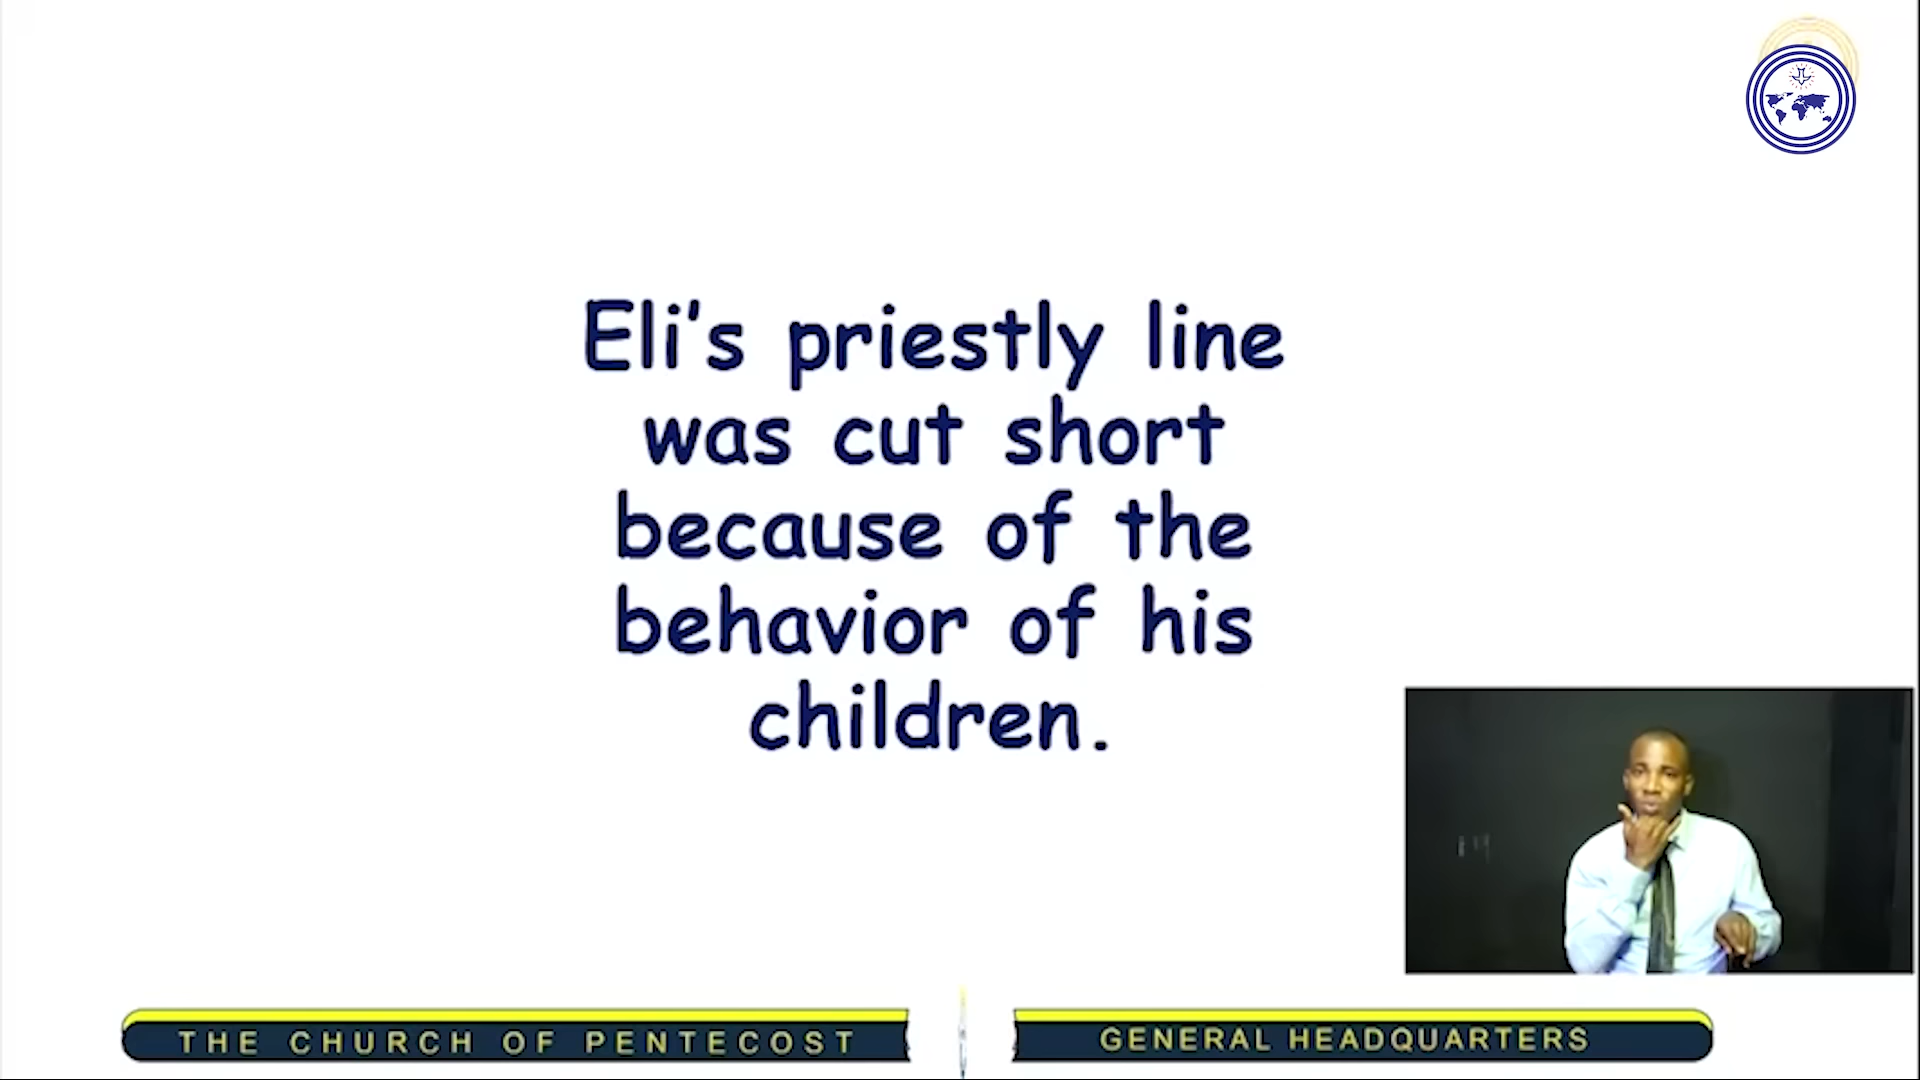 Eli's priestly line
was cut short
because of the
behavior of his
children.
THE CHURCH OF PENTECOST
GENERAL HEADQUARTERS